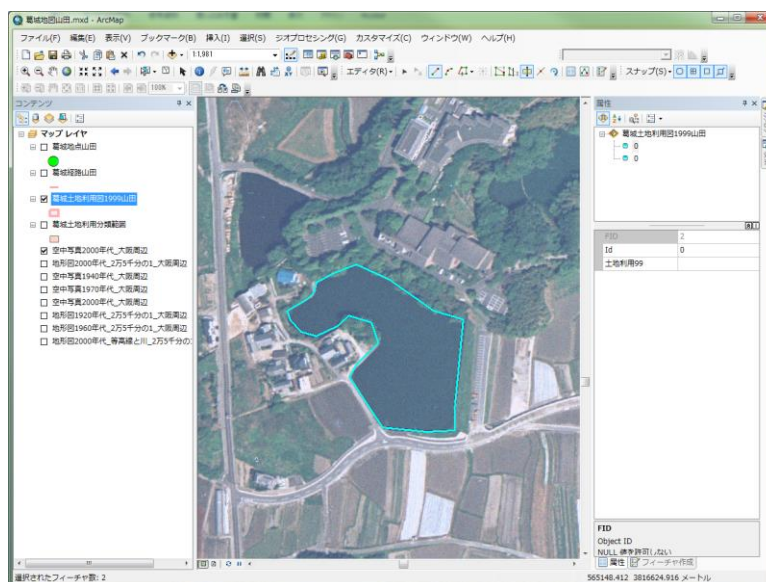 葛城地図山田.mxd - ArcMap
ファイル(F) 編集(E) 表示(V) ブックマーク(B) 挿入(I) 選択(S) ジオプロセシング(G) カスタマイズ(C) ウィンドウ(W) ヘルプ(H)
1:1,981
エディタ(R) スナップ(S)
100%
コンテンツ
マップ レイヤ
葛城地点山田
葛城経路山田
葛城土地利用図1999山田
葛城土地利用分類範囲
空中写真2000年代_大阪周辺
地形図2000年代_2万5千分の1_大阪周辺
空中写真1940年代_大阪周辺
空中写真1970年代_大阪周辺
空中写真2000年代_大阪周辺
地形図1920年代_2万5千分の1_大阪周辺
地形図1960年代_2万5千分の1_大阪周辺
地形図2000年代_等高線と川_2万5千分の
属性
葛城土地利用図1999山田
0
0
FID 2
Id 0
土地利用99
FID
Object ID
NULL 値を許可しない
属性 フィーチャ作成
選択されたフィーチャ数: 2
565148.412 3816624.916 メートル